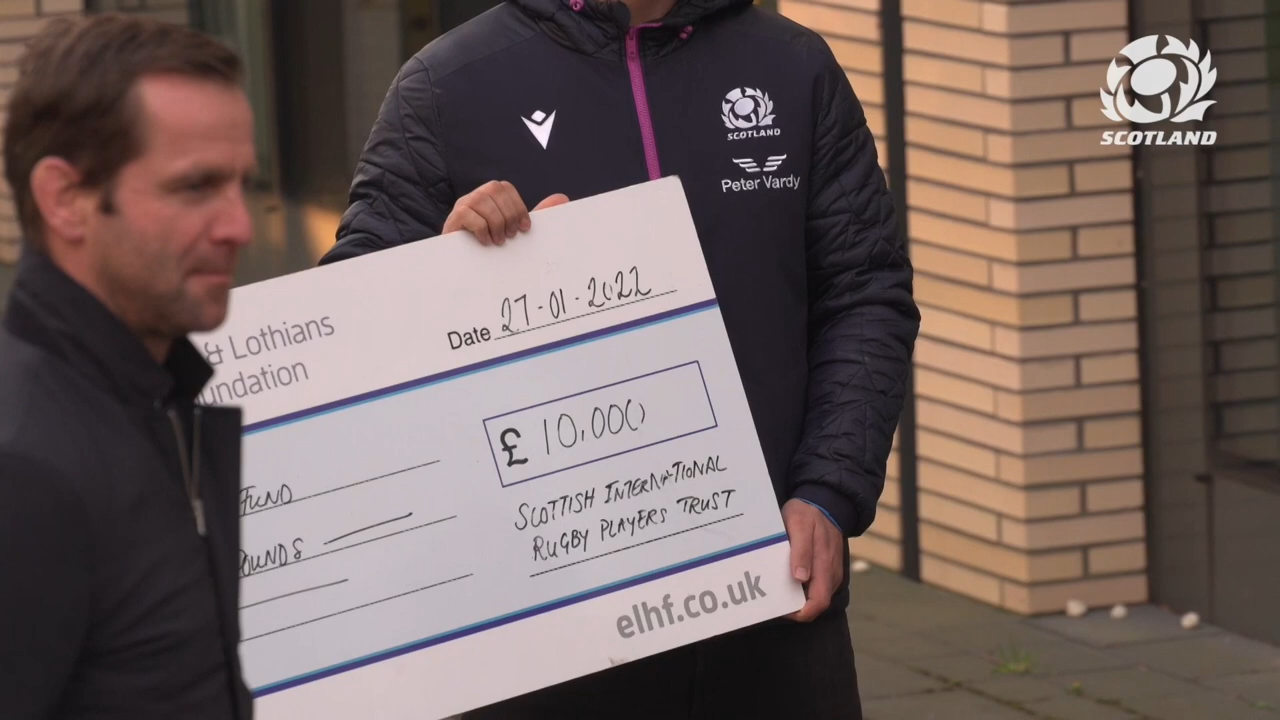 SCOTLAND
SCOTLAND
Peter Vardy
& Lothians
undation
Date 27-01-2022
£ 10,000
FUND
SCOTTISH INTERNATIONAL
RUGBY PLAYERS TRUST
OUNDS
elhf.co.uk